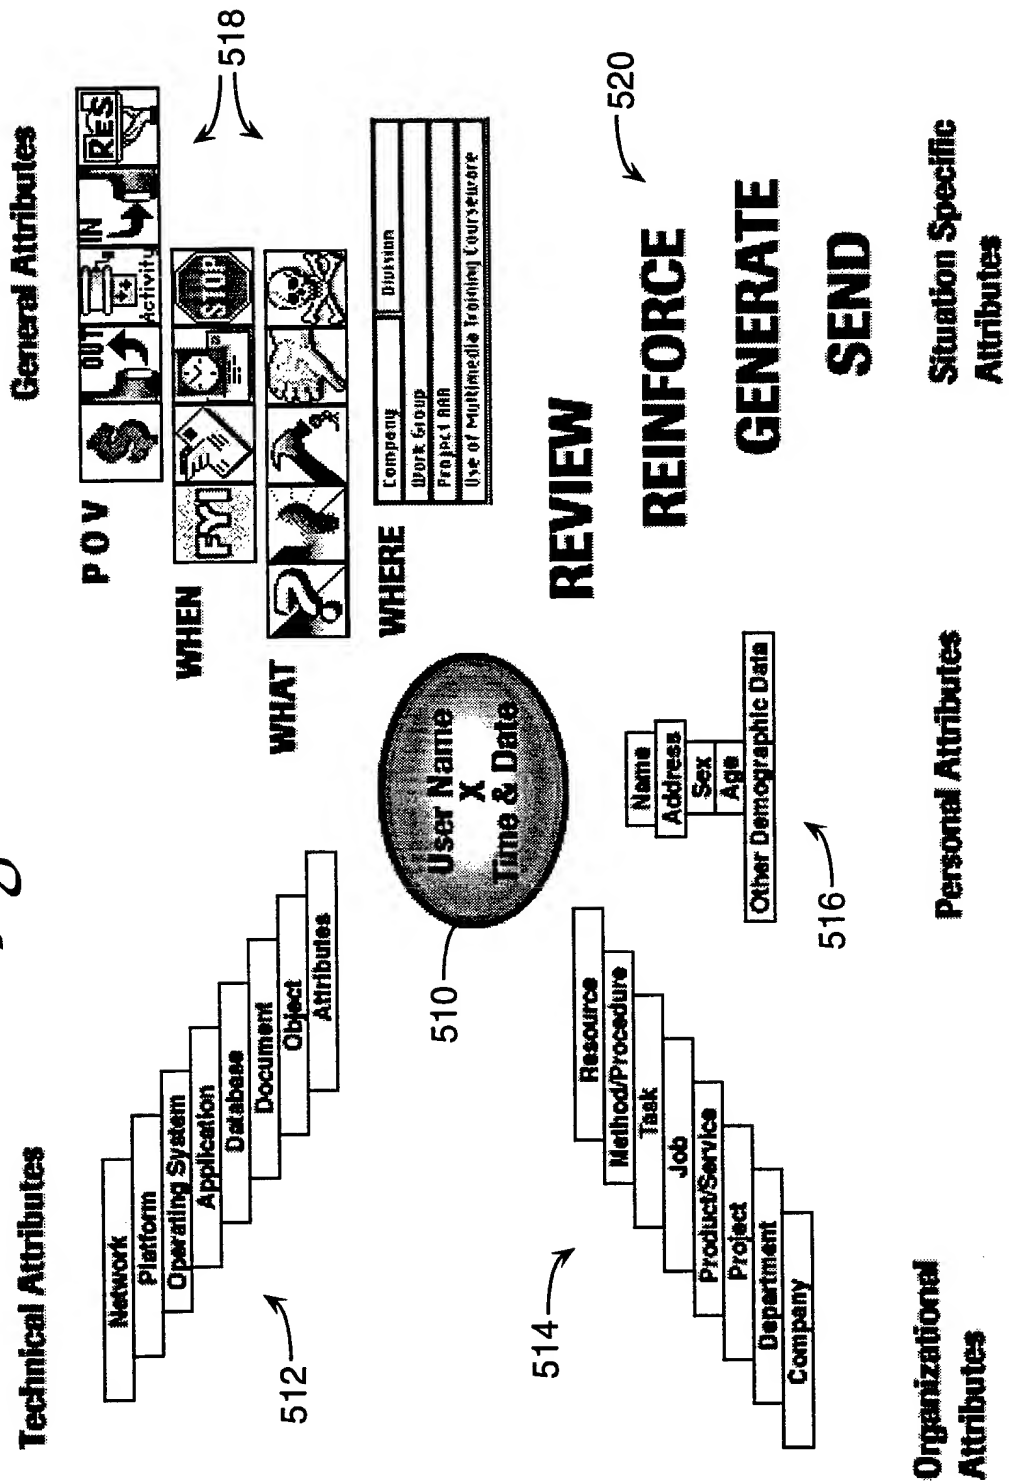 Technical Attributes
Network
Platform
Operating System
Application
Database
Document
Object
Attributes
512
General Attributes
P O V
OUT
Activity
IN
RES
518
WHEN
FYI
STOP
WHAT
?
WHERE
Company
Division
Work Group
Project AAA
Use of Multimedia Training Courseware
510
User Name
X
Time & Date
514
Resource
Method/Procedure
Task
Job
Product/Service
Project
Department
Company
Organizational
Attributes
Name
Address
Sex
Age
Other Demographic Data
516
Personal Attributes
REVIEW
REINFORCE
GENERATE
SEND
520
Situation Specific
Attributes